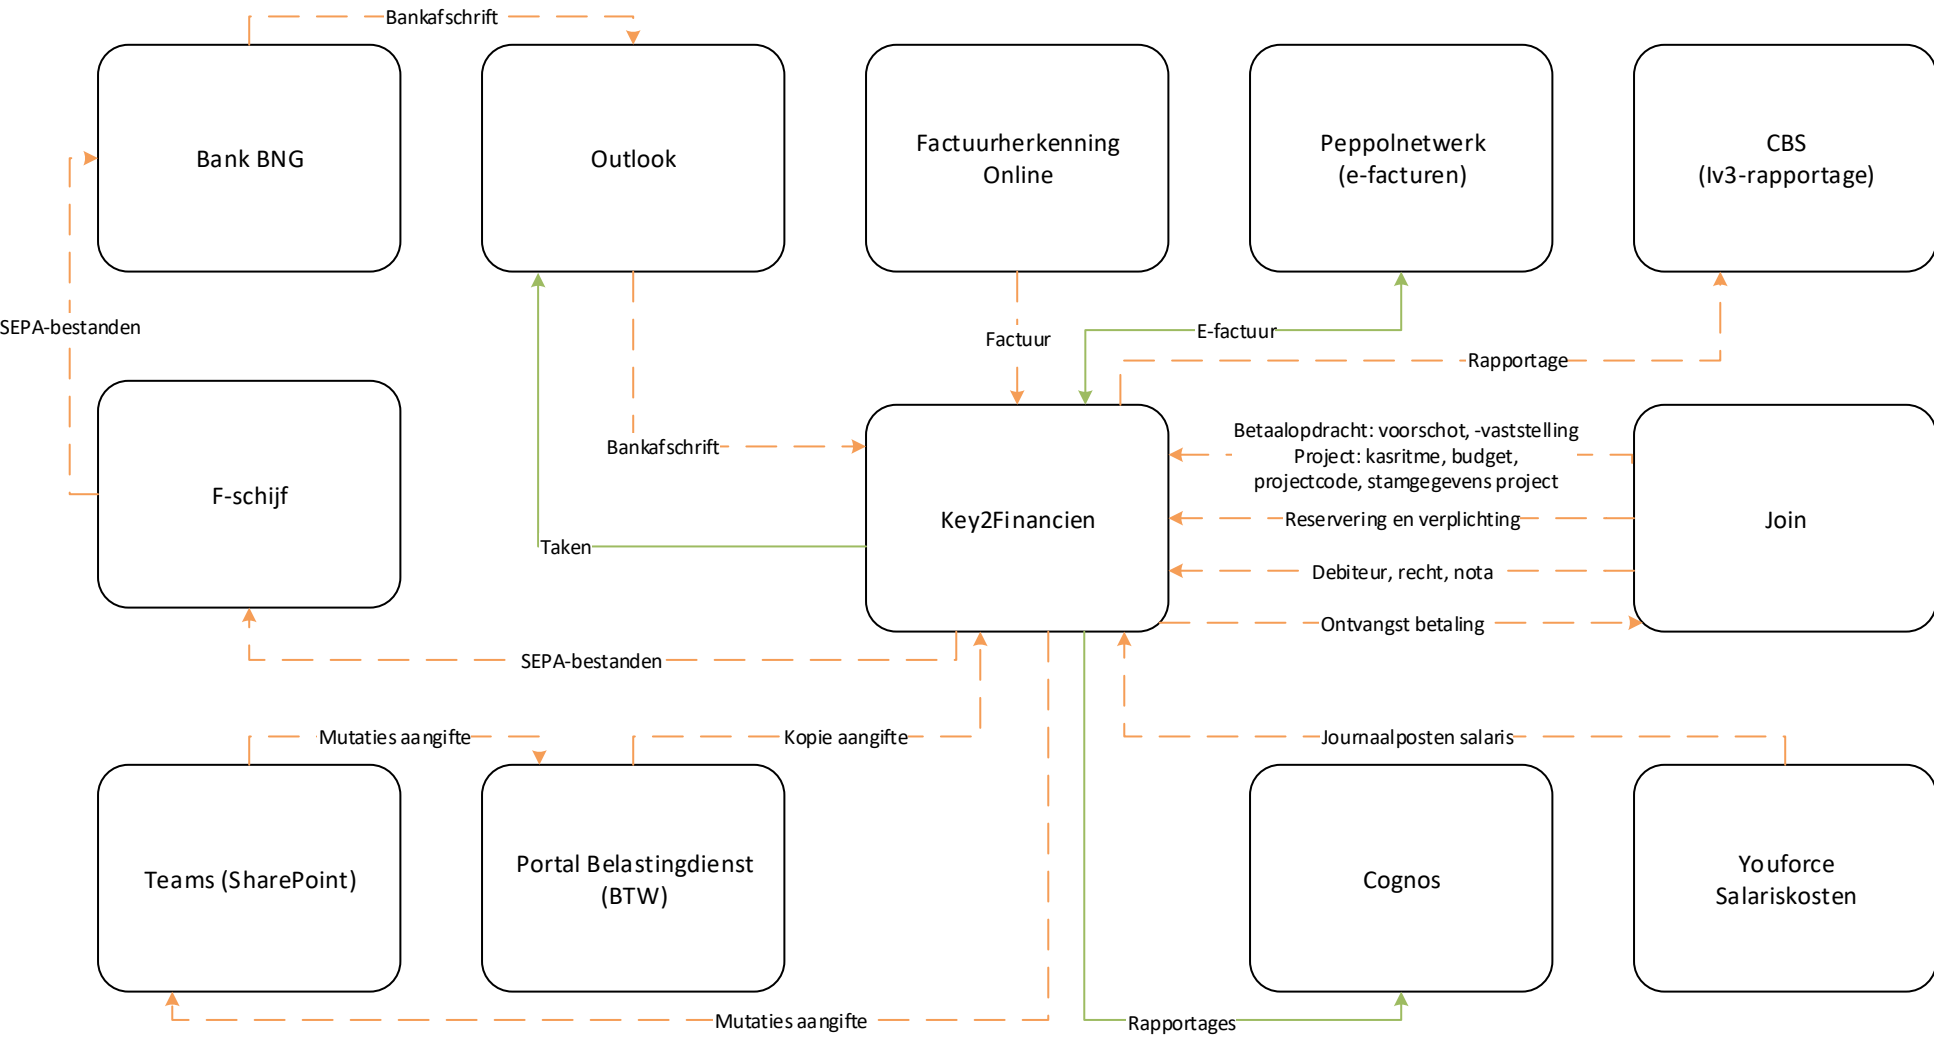 Bankafschrift
Bank BNG
Outlook
Factuurherkenning
Online
Peppolnetwerk
(e-facturen)
CBS
(Iv3-rapportage)
SEPA-bestanden
Factuur
E-factuur
Rapportage
Bankafschrift
Betaalopdracht: voorschot, -vaststelling
Project: kasritme, budget,
projectcode, stamgegevens project
F-schijf
Key2Financien
Reservering en verplichting
Join
Taken
Debiteur, recht, nota
Ontvangst betaling
SEPA-bestanden
Mutaties aangifte
Kopie aangifte
Journaalposten salaris
Teams (SharePoint)
Portal Belastingdienst
(BTW)
Cognos
Youforce
Salariskosten
Mutaties aangifte
Rapportages